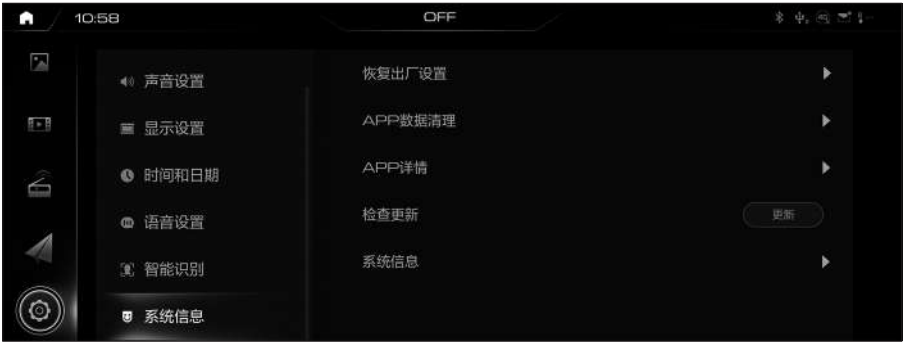 10:58
OFF
声音设置
显示设置
时间和日期
语音设置
智能识别
系统信息
恢复出厂设置
APP数据清理
APP详情
检查更新
更新
系统信息